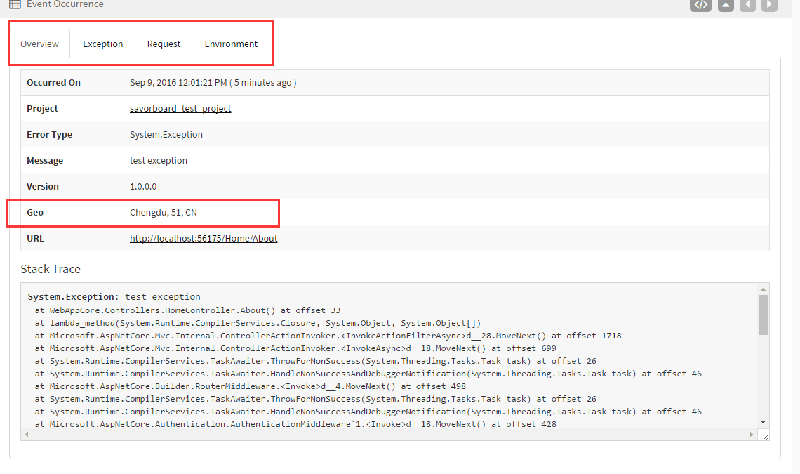 Event Occurrence
Overview Exception Request Environment
Occurred On Sep 9, 2016 12:01:21 PM ( 5 minutes ago )
Project savorboard_test_project
Error Type System.Exception
Message test exception
Version 1.0.0.0
Geo Chengdu, 51, CN
URL http://localhost:56175/Home/About
Stack Trace
System.Exception: test exception
at WebAppCore.Controllers.HomeController.About() at offset 33
at lambda_method(System.Runtime.CompilerServices.Closure, System.Object, System.Object[])
at Microsoft.AspNetCore.Mvc.Internal.ControllerActionInvoker.<InvokeActionFilterAsync>d__28.MoveNext() at offset 1718
at Microsoft.AspNetCore.Mvc.Internal.ControllerActionInvoker.<InvokeAsync>d__18.MoveNext() at offset 699
at System.Runtime.CompilerServices.TaskAwaiter.ThrowForNonSuccess(System.Threading.Tasks.Task task) at offset 26
at System.Runtime.CompilerServices.TaskAwaiter.HandleNonSuccessAndDebuggerNotification(System.Threading.Tasks.Task task) at offset 46
at Microsoft.AspNetCore.Builder.RouterMiddleware.<Invoke>d__4.MoveNext() at offset 498
at System.Runtime.CompilerServices.TaskAwaiter.ThrowForNonSuccess(System.Threading.Tasks.Task task) at offset 26
at System.Runtime.CompilerServices.TaskAwaiter.HandleNonSuccessAndDebuggerNotification(System.Threading.Tasks.Task task) at offset 46
at Microsoft.AspNetCore.Authentication.AuthenticationMiddleware`1.<Invoke>d__18.MoveNext() at offset 428